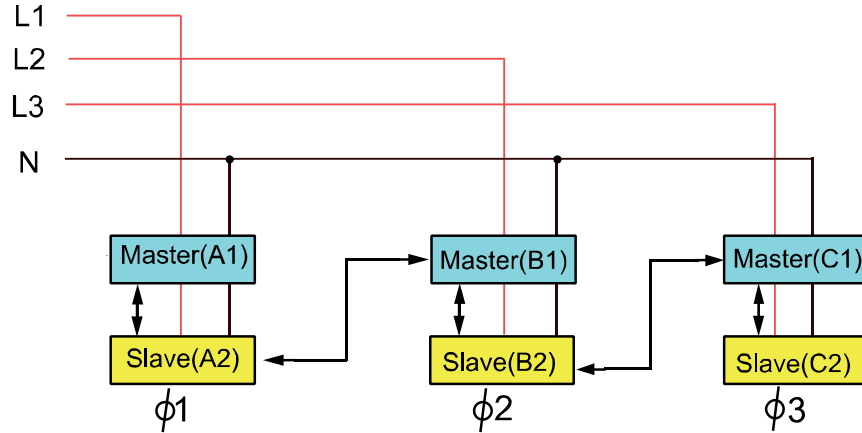 L1
L2
L3
N
Master(A1)
Master(B1)
Master(C1)
Slave(A2)
Slave(B2)
Slave(C2)
ϕ1
ϕ2
ϕ3